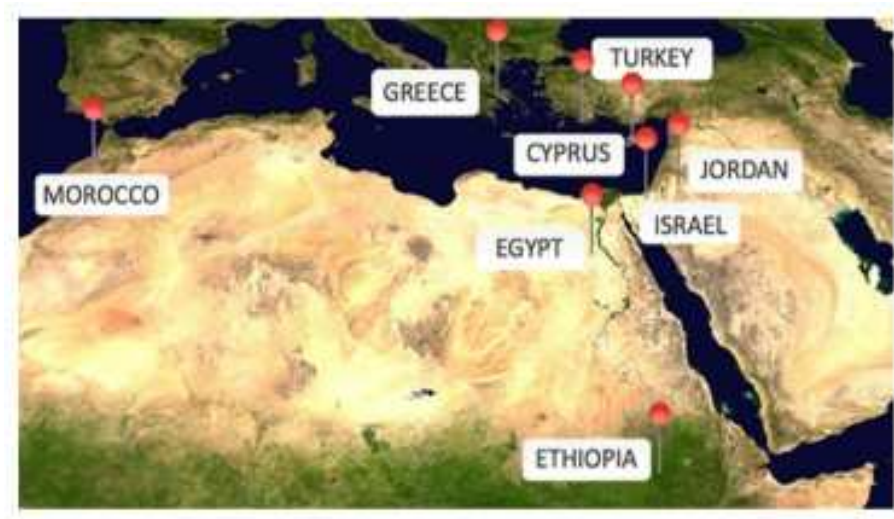 TURKEY
GREECE
CYPRUS
JORDAN
MOROCCO
ISRAEL
EGYPT
ETHIOPIA